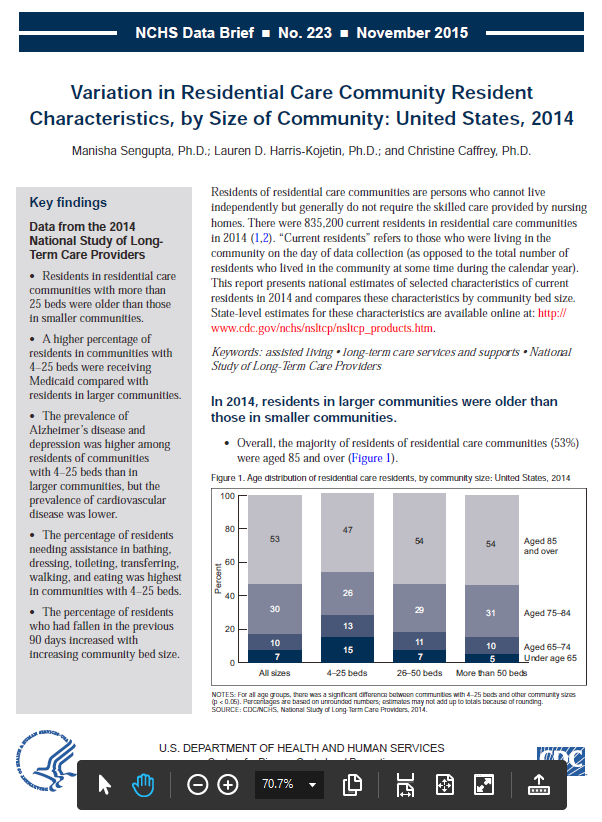 NCHS Data Brief ■ No. 223 ■ November 2015
Variation in Residential Care Community Resident
Characteristics, by Size of Community: United States, 2014
Manisha Sengupta, Ph.D.; Lauren D. Harris-Kojetin, Ph.D.; and Christine Caffrey, Ph.D.
Key findings
Data from the 2014
National Study of Long-
Term Care Providers
• Residents in residential care
communities with more than
25 beds were older than those
in smaller communities.
• A higher percentage of
residents in communities with
4–25 beds were receiving
Medicaid compared with
residents in larger communities.
• The prevalence of
Alzheimer's disease and
depression was higher among
residents of communities
with 4–25 beds than in
larger communities, but the
prevalence of cardiovascular
disease was lower.
• The percentage of residents
needing assistance in bathing,
dressing, toileting, transferring,
walking, and eating was highest
in communities with 4–25 beds.
• The percentage of residents
who had fallen in the previous
90 days increased with
increasing community bed size.
Residents of residential care communities are persons who cannot live
independently but generally do not require the skilled care provided by nursing
homes. There were 835,200 current residents in residential care communities
in 2014 (1,2). “Current residents” refers to those who were living in the
community on the day of data collection (as opposed to the total number of
residents who lived in the community at some time during the calendar year).
This report presents national estimates of selected characteristics of current
residents in 2014 and compares these characteristics by community bed size.
State-level estimates for these characteristics are available online at: http://
www.cdc.gov/nchs/nsltcp/nsltcp_products.htm.
Keywords: assisted living • long-term care services and supports • National
Study of Long-Term Care Providers
In 2014, residents in larger communities were older than
those in smaller communities.
• Overall, the majority of residents of residential care communities (53%)
were aged 85 and over (Figure 1).
Figure 1. Age distribution of residential care residents, by community size: United States, 2014
Percent
100
80
60
40
20
0
53
47
54
54
Aged 85
and over
30
26
29
31
Aged 75–84
10
13
11
10
Aged 65–74
7
15
7
5
Under age 65
All sizes
4–25 beds
26–50 beds
More than 50 beds
NOTES: For all age groups, there was a significant difference between communities with 4–25 beds and other community sizes
(p < 0.05). Percentages are based on unrounded numbers; estimates may not add up to totals because of rounding.
SOURCE: CDC/NCHS, National Study of Long-Term Care Providers, 2014.
U.S. DEPARTMENT OF HEALTH AND HUMAN SERVICES
CDC
70.7%